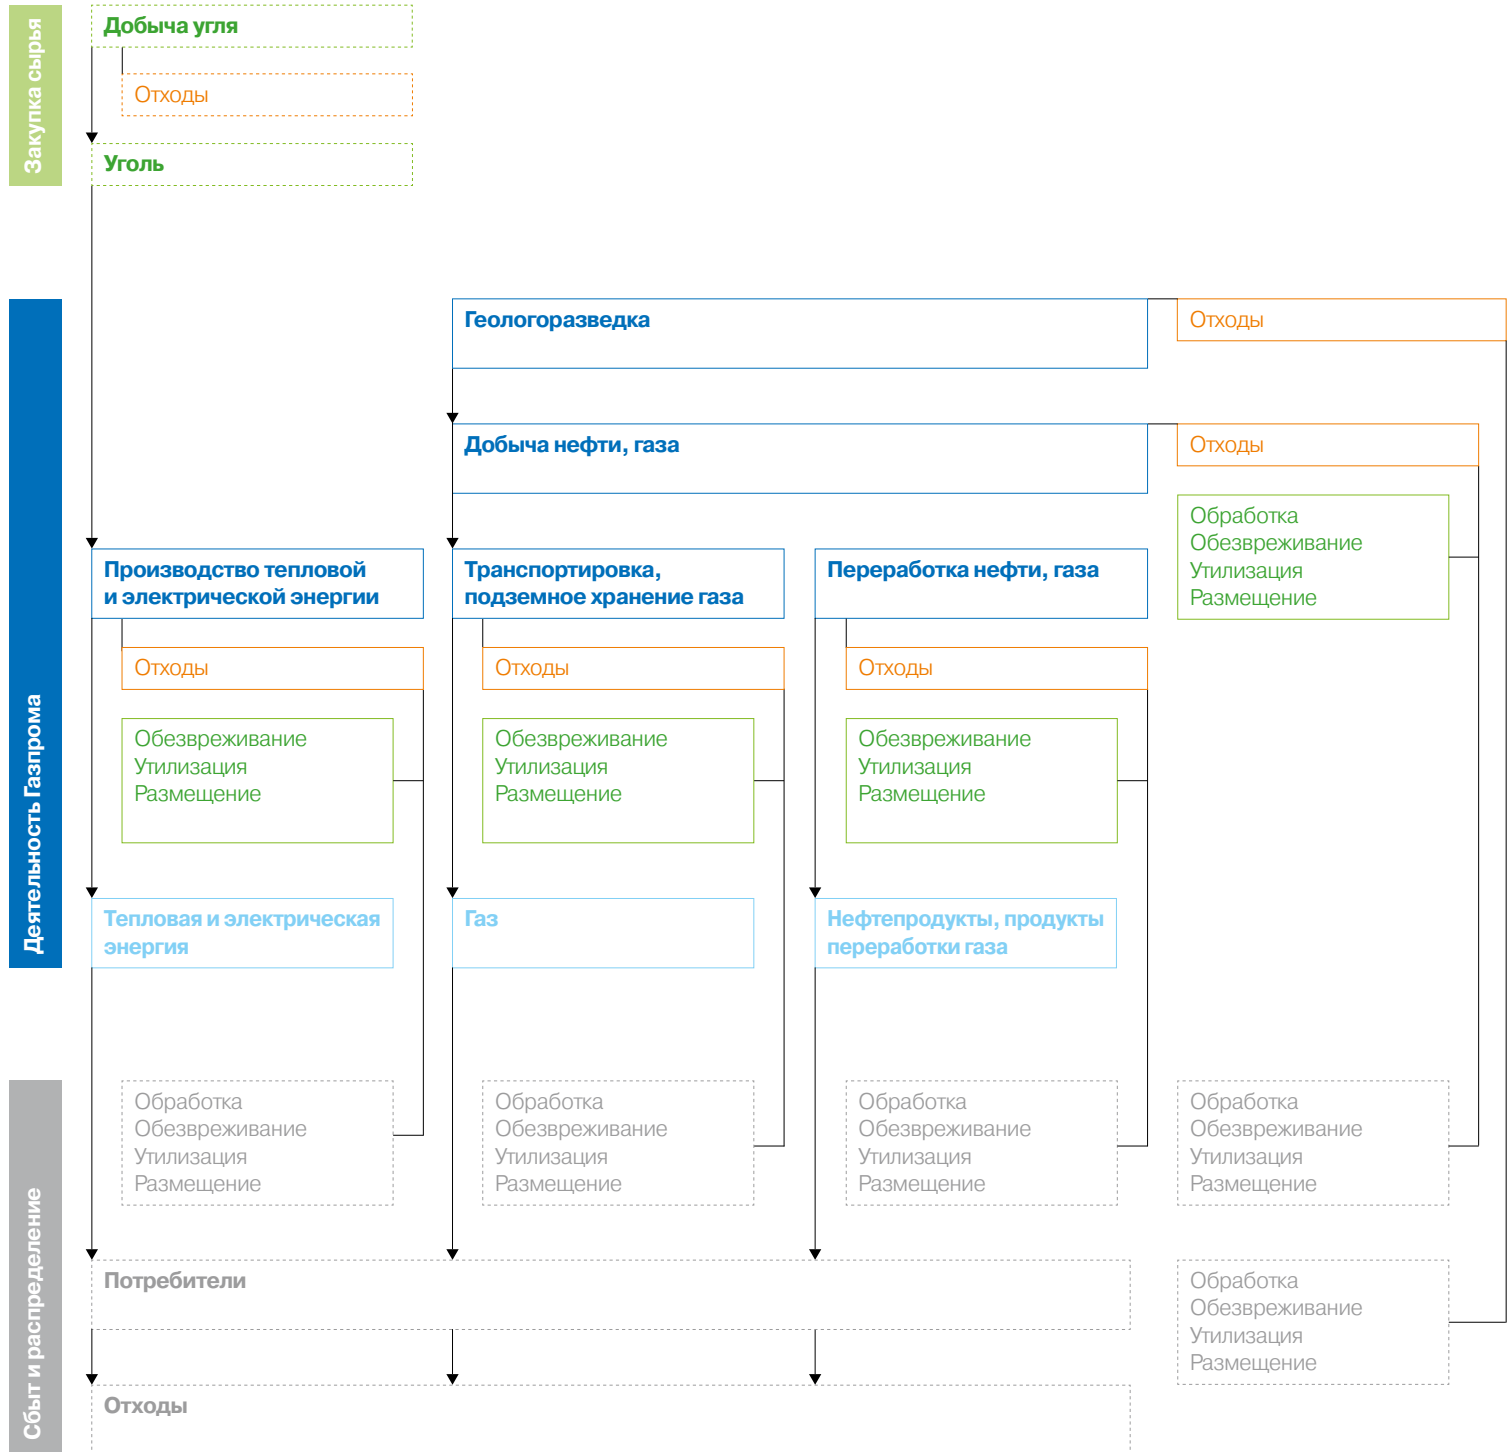 Закупка сырья
Добыча угля
Отходы
Уголь
Деятельность Газпрома
Геологоразведка
Отходы
Добыча нефти, газа
Отходы
Обработка
Обезвреживание
Утилизация
Размещение
Производство тепловой
и электрической энергии
Транспортировка,
подземное хранение газа
Переработка нефти, газа
Отходы
Отходы
Отходы
Обезвреживание
Утилизация
Размещение
Обезвреживание
Утилизация
Размещение
Обезвреживание
Утилизация
Размещение
Тепловая и электрическая
энергия
Газ
Нефтепродукты, продукты
переработки газа
Сбыт и распределение
Обработка
Обезвреживание
Утилизация
Размещение
Обработка
Обезвреживание
Утилизация
Размещение
Обработка
Обезвреживание
Утилизация
Размещение
Обработка
Обезвреживание
Утилизация
Размещение
Потребители
Обработка
Обезвреживание
Утилизация
Размещение
Отходы